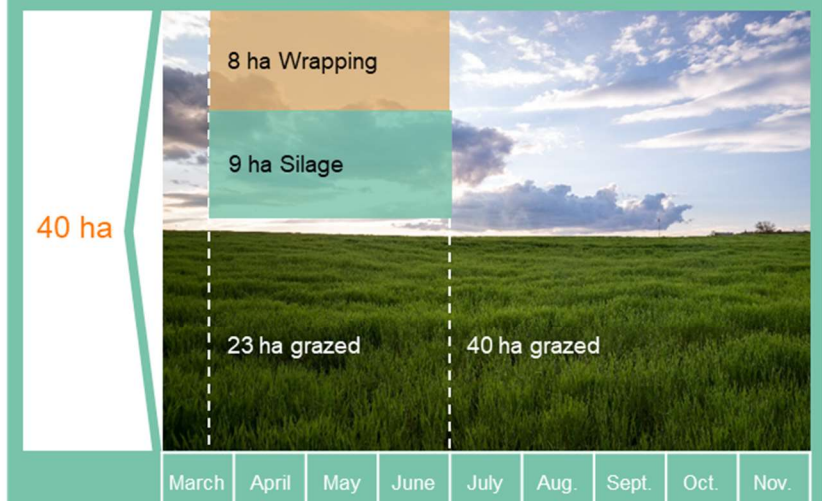 8 ha Wrapping
9 ha Silage
40 ha
23 ha grazed
40 ha grazed
March April May June July Aug. Sept. Oct. Nov.